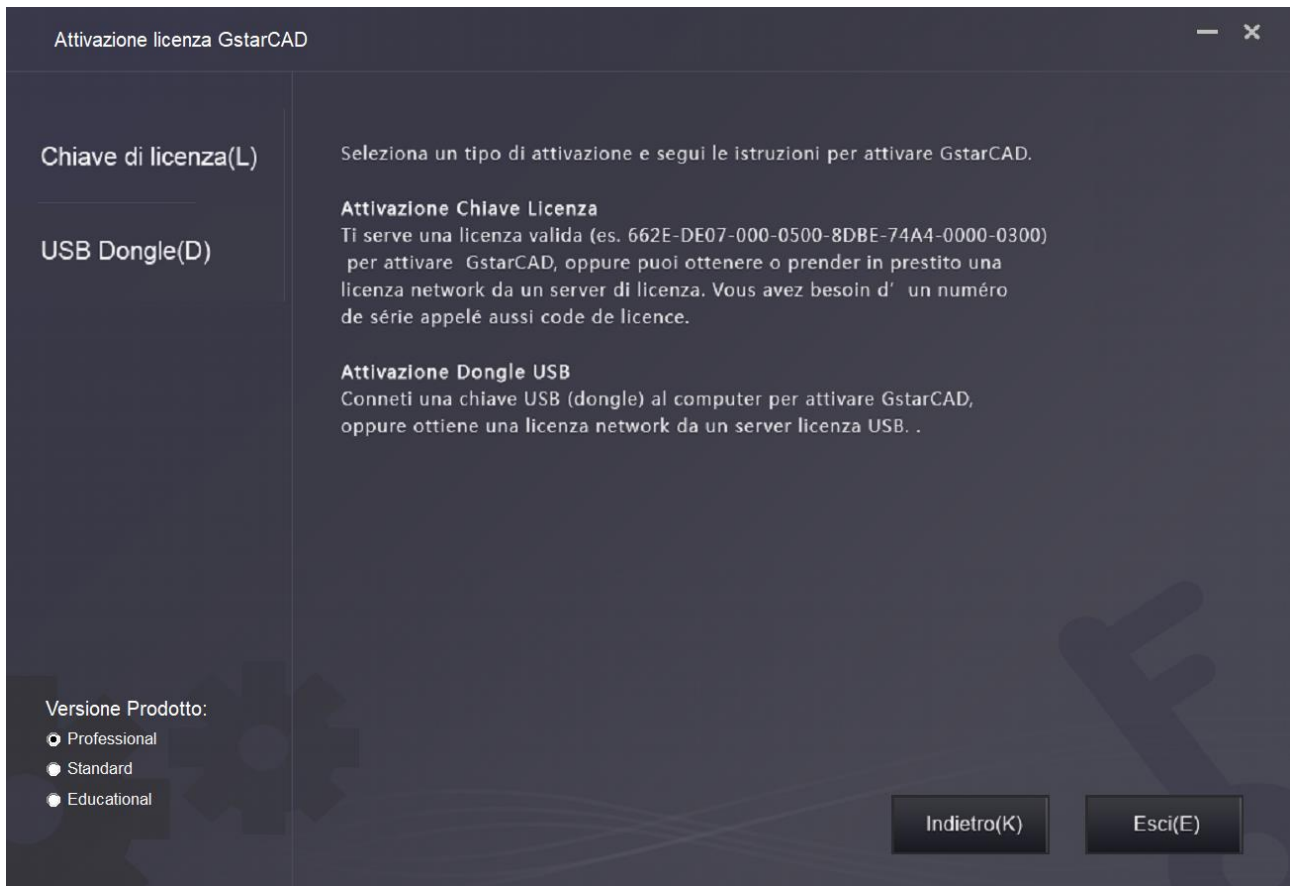 Attivazione licenza GstarCAD
Chiave di licenza(L)
USB Dongle(D)
Seleziona un tipo di attivazione e segui le istruzioni per attivare GstarCAD.
Attivazione Chiave Licenza
Ti serve una licenza valida (es. 662E-DE07-000-0500-8DBE-74A4-0000-0300)
per attivare GstarCAD, oppure puoi ottenere o prender in prestito una
licenza network da un server di licenza. Vous avez besoin d’ un numéro
de série appelé aussi code de licence.
Attivazione Dongle USB
Conneti una chiave USB (dongle) al computer per attivare GstarCAD,
oppure ottiene una licenza network da un server licenza USB. .
Versione Prodotto:
Professional
Standard
Educational
Indietro(K)
Esci(E)